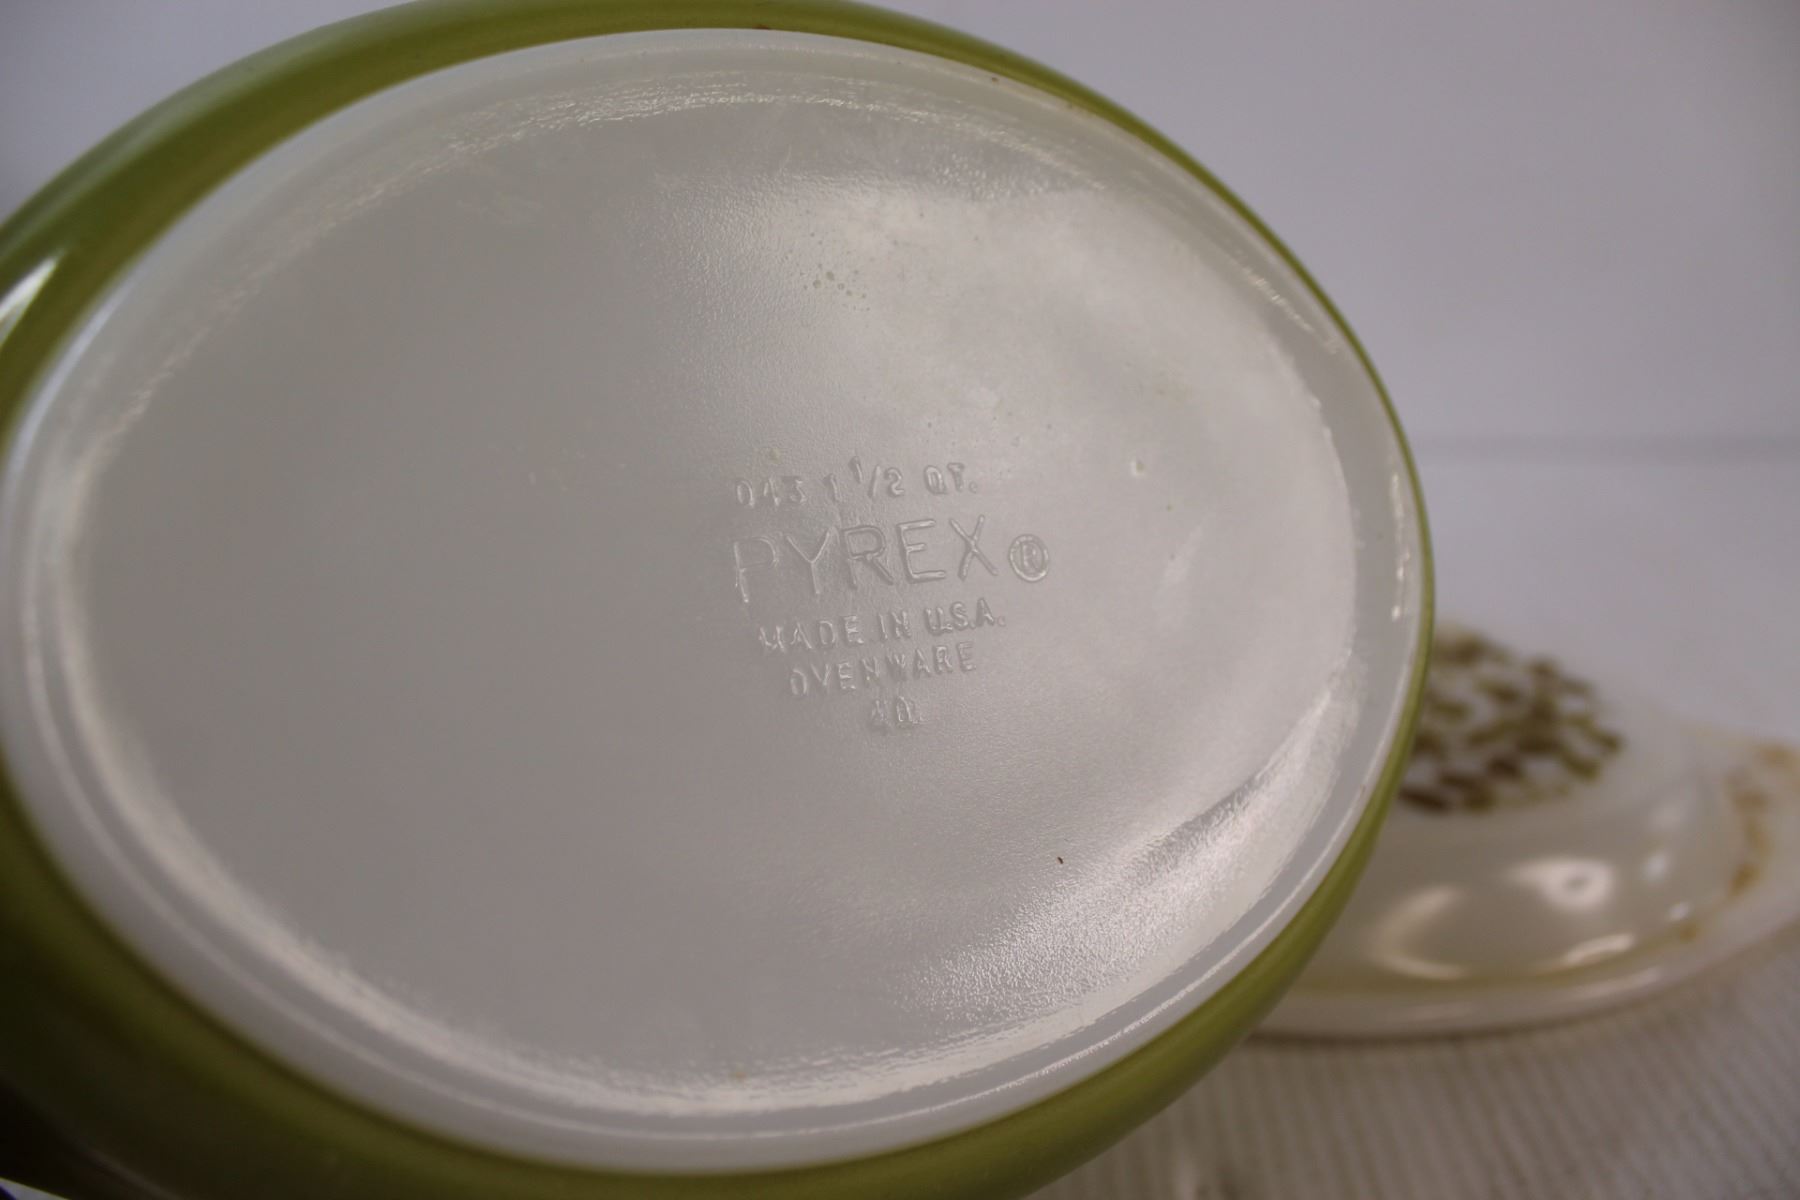 043 1 1/2 QT.
PYREX ®
MADE IN U.S.A.
OVENWARE
40